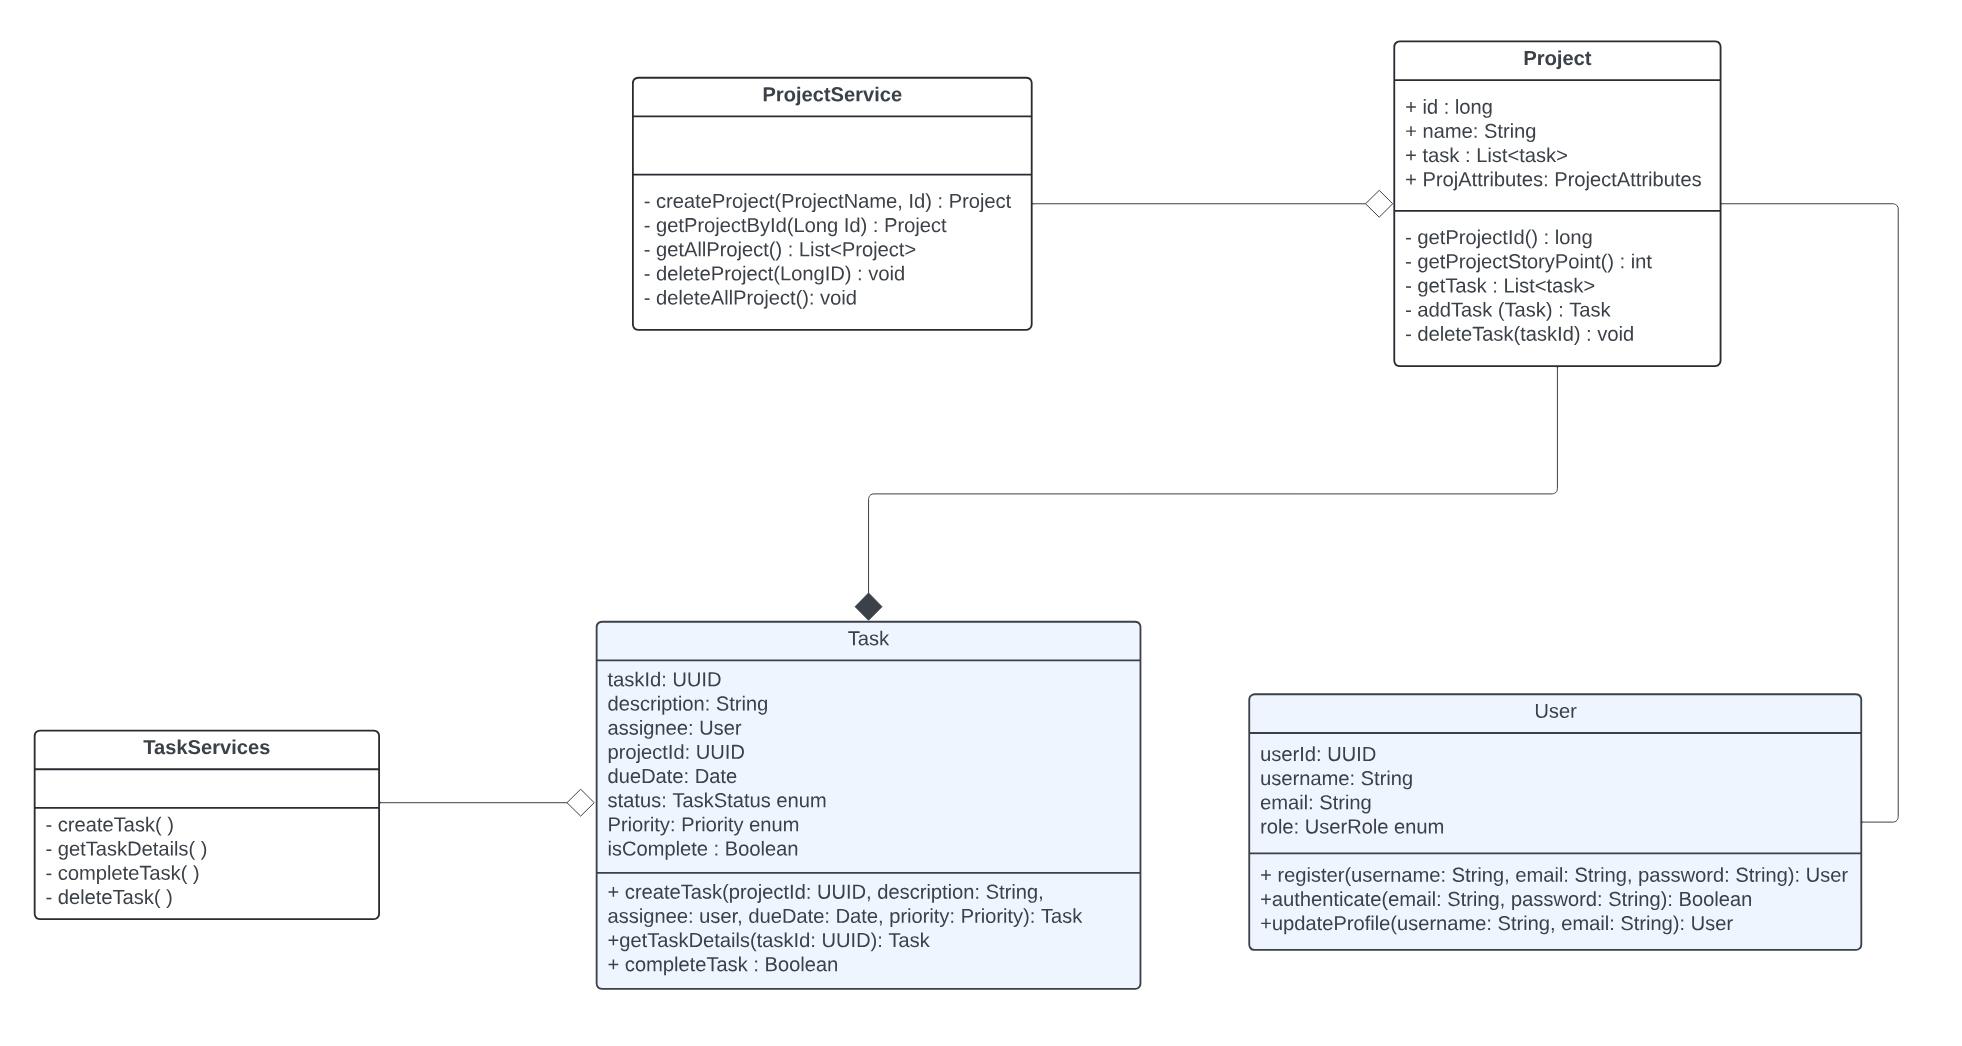 Project
+ id : long
+ name: String
+ task : List<task>
+ ProjAttributes: ProjectAttributes
- getProjectId() : long
- getProjectStoryPoint() : int
- getTask : List<task>
- addTask (Task) : Task
- deleteTask(taskId) : void
ProjectService
- createProject(ProjectName, Id) : Project
- getProjectById(Long Id) : Project
- getAllProject() : List<Project>
- deleteProject(LongID) : void
- deleteAllProject(): void
Task
taskId: UUID
description: String
assignee: User
projectId: UUID
dueDate: Date
status: TaskStatus enum
Priority: Priority enum
isComplete : Boolean
+ createTask(projectId: UUID, description: String,
assignee: user, dueDate: Date, priority: Priority): Task
+getTaskDetails(taskId: UUID): Task
+ completeTask : Boolean
User
userId: UUID
username: String
email: String
role: UserRole enum
+ register(username: String, email: String, password: String): User
+authenticate(email: String, password: String): Boolean
+updateProfile(username: String, email: String): User
TaskServices
- createTask( )
- getTaskDetails( )
- completeTask( )
- deleteTask( )